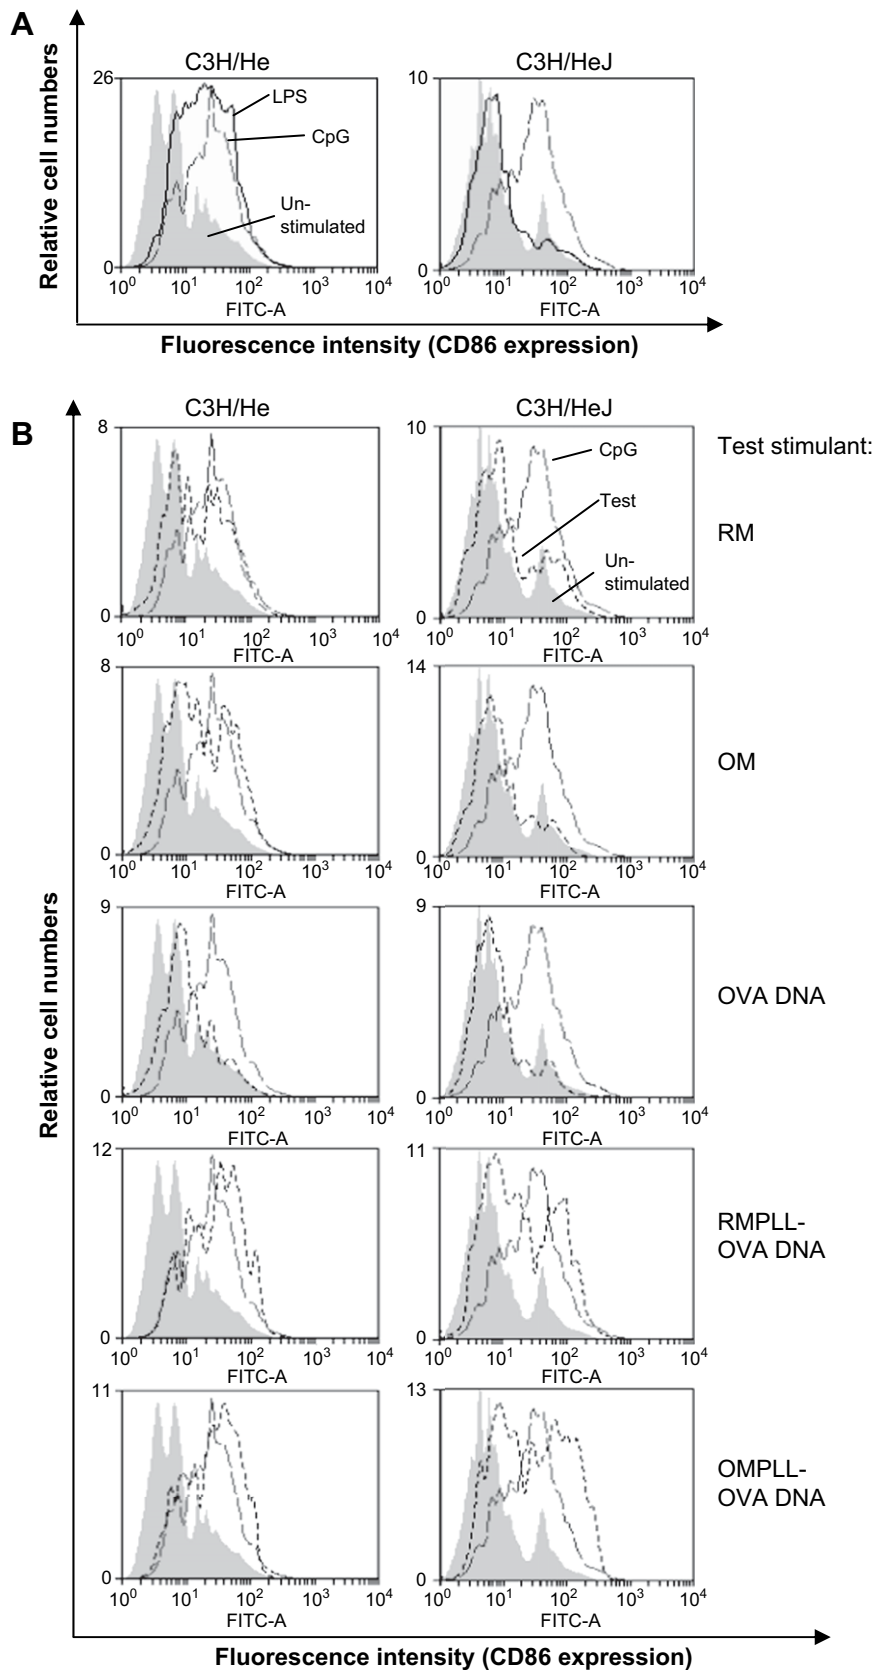 A
C3H/He
C3H/HeJ
Relative cell numbers
26
0
LPS
CpG
Un-
stimulated
10⁰ 10¹ 10² 10³ 10⁴
FITC-A
10
5
0
10⁰ 10¹ 10² 10³ 10⁴
FITC-A
Fluorescence intensity (CD86 expression)
B
C3H/He
C3H/HeJ
Test stimulant:
8
0
10⁰ 10¹ 10² 10³ 10⁴
FITC-A
10
5
0
CpG
Test
Un-
stimulated
10⁰ 10¹ 10² 10³ 10⁴
FITC-A
RM
8
0
10⁰ 10¹ 10² 10³ 10⁴
FITC-A
14
0
10⁰ 10¹ 10² 10³ 10⁴
FITC-A
OM
Relative cell numbers
9
0
10⁰ 10¹ 10² 10³ 10⁴
FITC-A
9
0
10⁰ 10¹ 10² 10³ 10⁴
FITC-A
OVA DNA
12
0
10⁰ 10¹ 10² 10³ 10⁴
FITC-A
11
0
10⁰ 10¹ 10² 10³ 10⁴
FITC-A
RMPLL-
OVA DNA
11
0
10⁰ 10¹ 10² 10³ 10⁴
FITC-A
13
0
10⁰ 10¹ 10² 10³ 10⁴
FITC-A
OMPLL-
OVA DNA
Fluorescence intensity (CD86 expression)